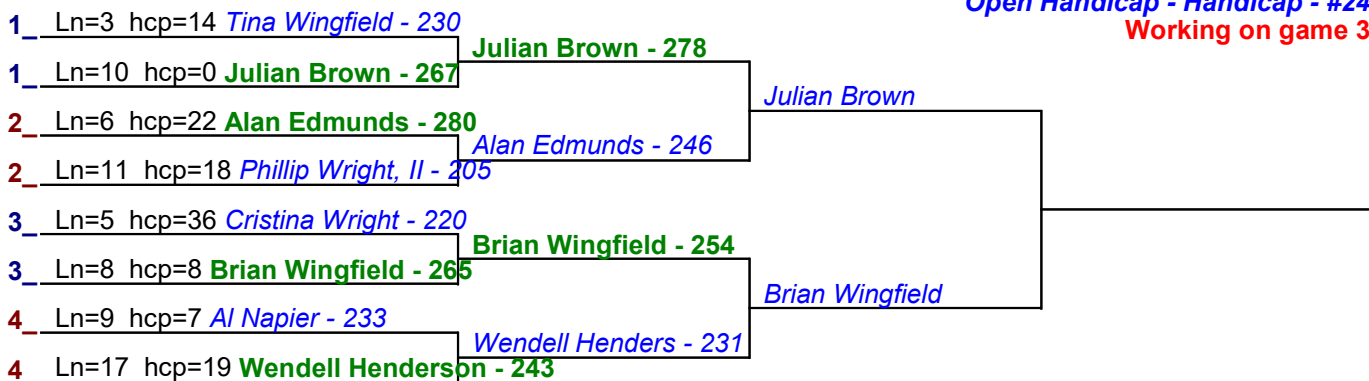 Open Handicap - Handicap - #24
Working on game 3
1_ Ln=3 hcp=14 Tina Wingfield - 230
1_ Ln=10 hcp=0 Julian Brown - 267
2_ Ln=6 hcp=22 Alan Edmunds - 280
2_ Ln=11 hcp=18 Phillip Wright, II - 205
3_ Ln=5 hcp=36 Cristina Wright - 220
3_ Ln=8 hcp=8 Brian Wingfield - 265
4_ Ln=9 hcp=7 Al Napier - 233
4 Ln=17 hcp=19 Wendell Henderson - 243
Julian Brown - 278
Alan Edmunds - 246
Brian Wingfield - 254
Wendell Henders - 231
Julian Brown
Brian Wingfield